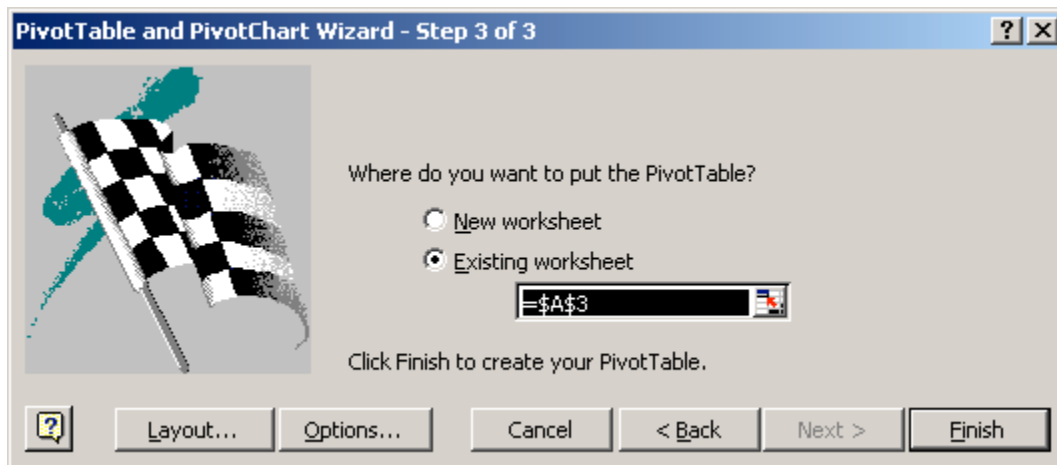 PivotTable and PivotChart Wizard - Step 3 of 3
Where do you want to put the PivotTable?
New worksheet
Existing worksheet
=$A$3
Click Finish to create your PivotTable.
Layout... Options... Cancel < Back Next > Finish